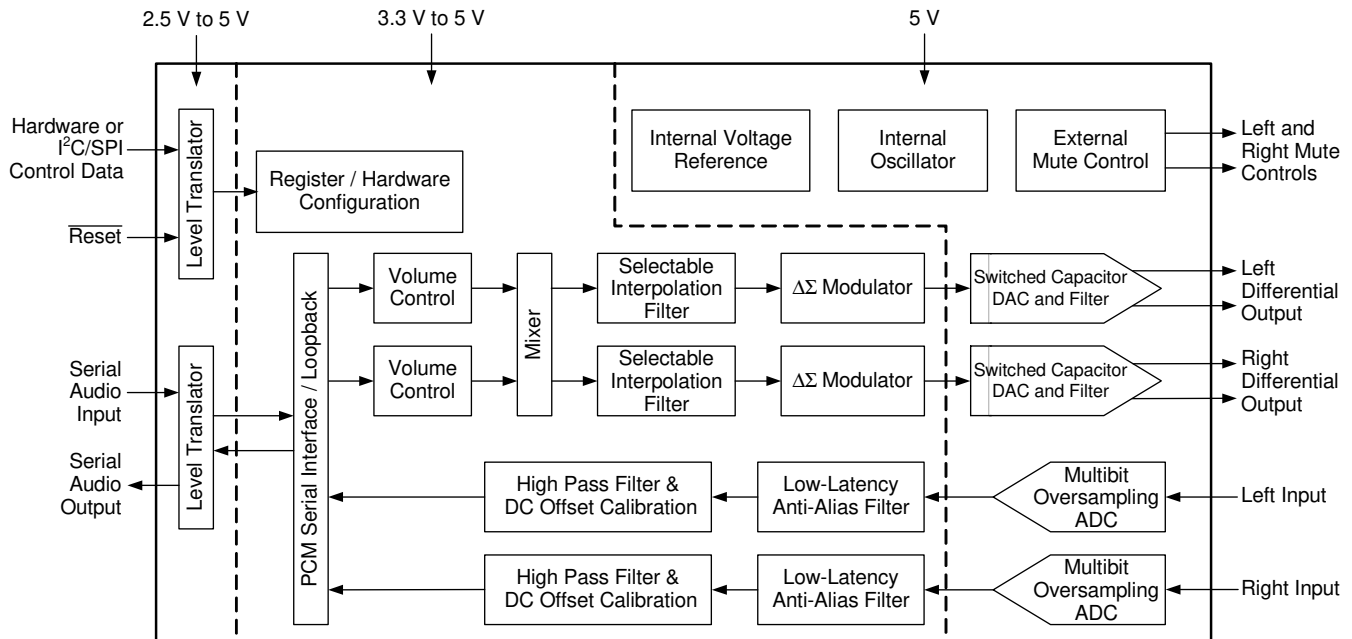 2.5 V to 5 V
3.3 V to 5 V
5 V
Hardware or
I²C/SPI
Control Data
Reset
Level Translator
Register / Hardware
Configuration
Internal Voltage
Reference
Internal
Oscillator
External
Mute Control
Left and
Right Mute
Controls
Serial
Audio
Input
Serial
Audio
Output
Level Translator
PCM Serial Interface / Loopback
Volume
Control
Volume
Control
Mixer
Selectable
Interpolation
Filter
ΔΣ Modulator
Switched Capacitor
DAC and Filter
Left
Differential
Output
Selectable
Interpolation
Filter
ΔΣ Modulator
Switched Capacitor
DAC and Filter
Right
Differential
Output
High Pass Filter &
DC Offset Calibration
Low-Latency
Anti-Alias Filter
Multibit
Oversampling
ADC
Left Input
High Pass Filter &
DC Offset Calibration
Low-Latency
Anti-Alias Filter
Multibit
Oversampling
ADC
Right Input